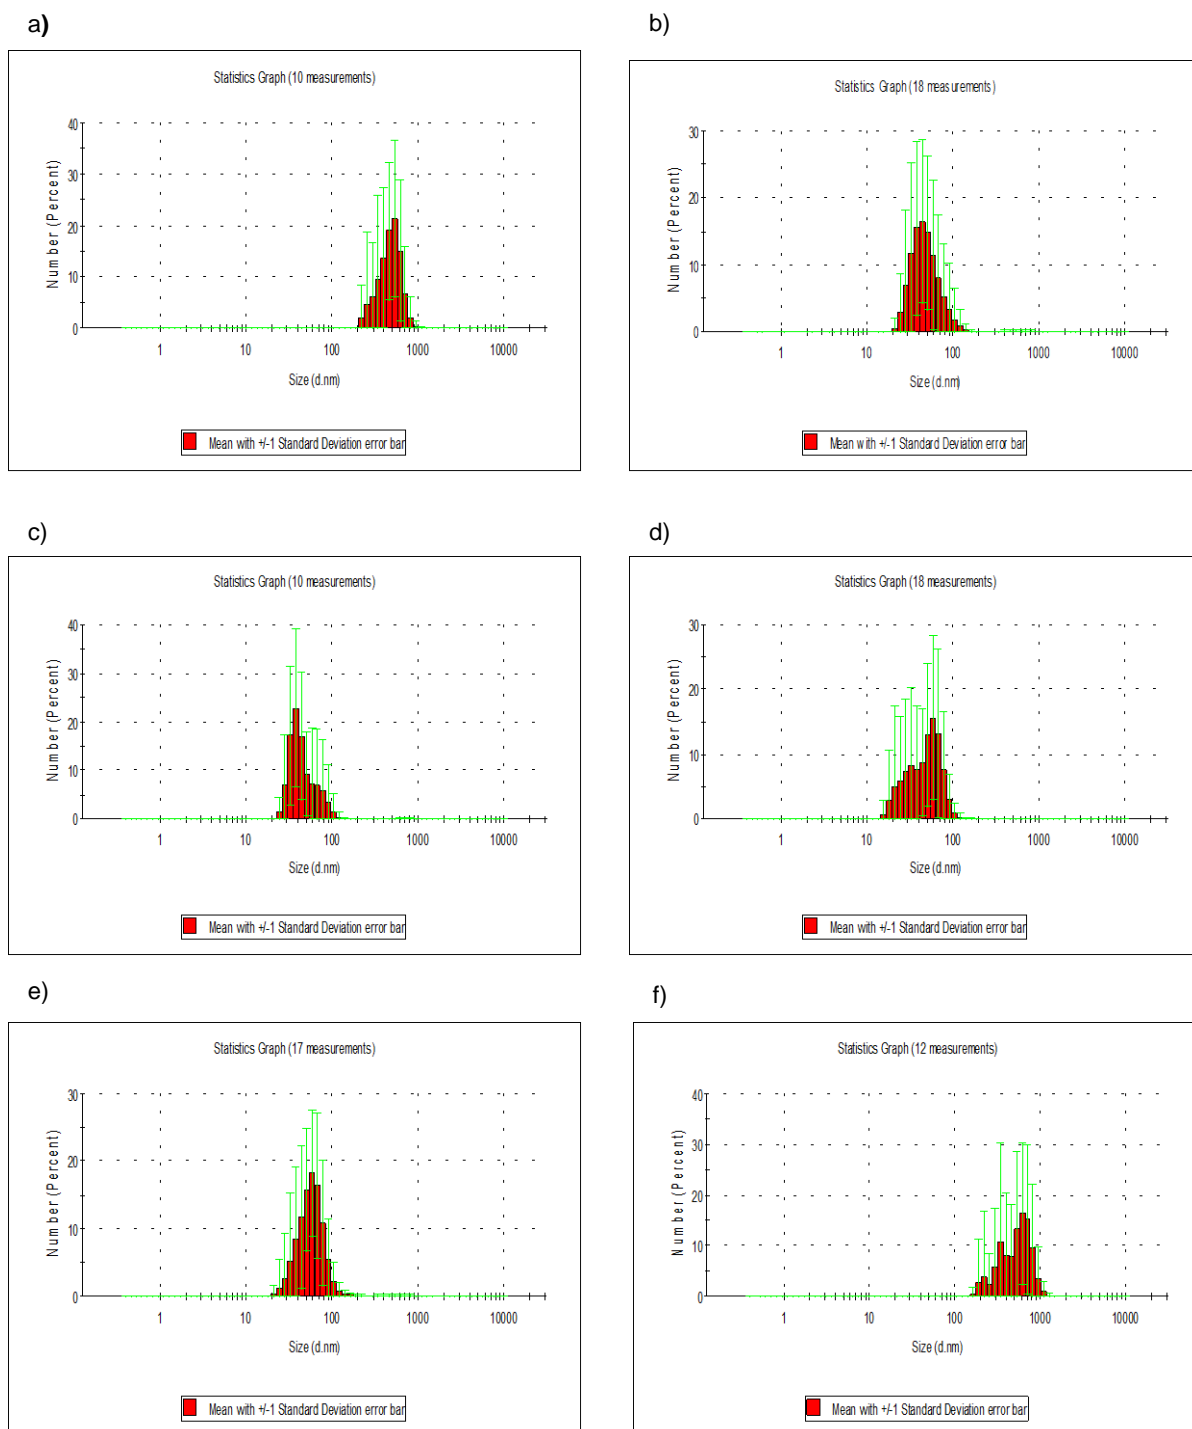 a)
b)
Statistics Graph (10 measurements)
40
30
20
10
0
Number (Percent)
1
10
100
1000
10000
Size (d.nm)
Mean with +/-1 Standard Deviation error bar
Statistics Graph (18 measurements)
30
20
10
0
Number (Percent)
1
10
100
1000
10000
Size (d.nm)
Mean with +/-1 Standard Deviation error bar
c)
d)
Statistics Graph (10 measurements)
40
30
20
10
0
Number (Percent)
1
10
100
1000
10000
Size (d.nm)
Mean with +/-1 Standard Deviation error bar
Statistics Graph (18 measurements)
30
20
10
0
Number (Percent)
1
10
100
1000
10000
Size (d.nm)
Mean with +/-1 Standard Deviation error bar
e)
f)
Statistics Graph (17 measurements)
30
20
10
0
Number (Percent)
1
10
100
1000
10000
Size (d.nm)
Mean with +/-1 Standard Deviation error bar
Statistics Graph (12 measurements)
40
30
20
10
0
Number (Percent)
1
10
100
1000
10000
Size (d.nm)
Mean with +/-1 Standard Deviation error bar